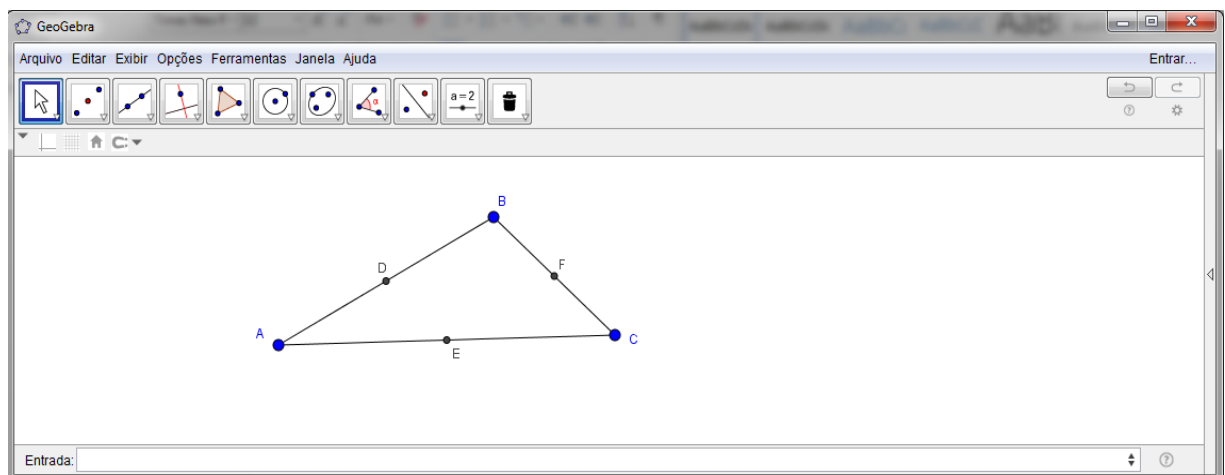 GeoGebra
Arquivo Editar Exibir Opções Ferramentas Janela Ajuda Entrar...
α a=2
B
D
F
A
C
E
Entrada: